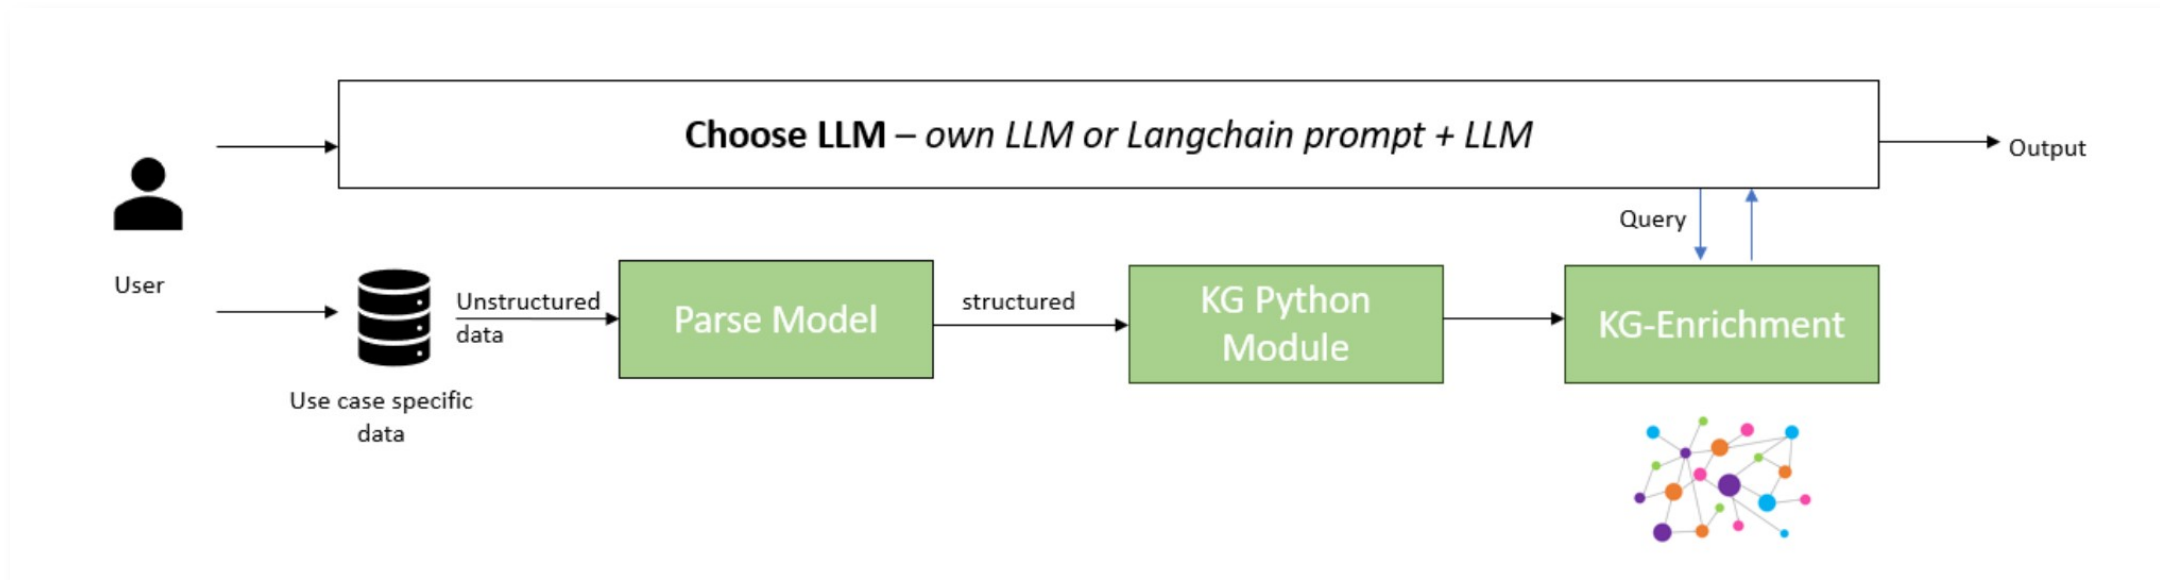 Choose LLM – own LLM or Langchain prompt + LLM
Output
Query
User
Unstructured
data
Parse Model
structured
KG Python
Module
KG-Enrichment
Use case specific
data